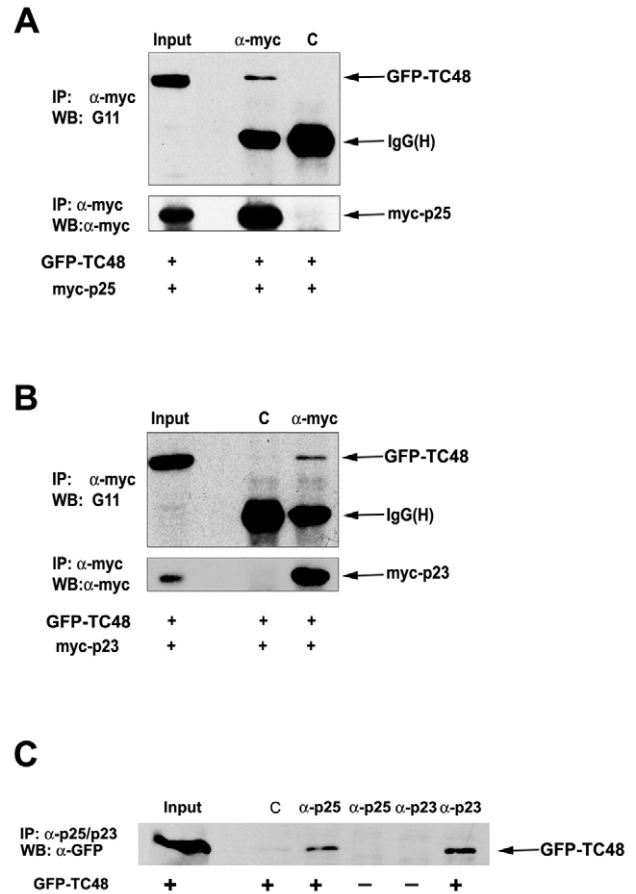 A
Input α-myc C
IP: α-myc
WB: G11
GFP-TC48
IgG(H)
IP: α-myc
WB:α-myc
myc-p25
GFP-TC48 + + +
myc-p25 + + +
B
Input C α-myc
IP: α-myc
WB: G11
GFP-TC48
IgG(H)
IP: α-myc
WB:α-myc
myc-p23
GFP-TC48 + + +
myc-p23 + + +
C
Input C α-p25 α-p25 α-p23 α-p23
IP: α-p25/p23
WB: α-GFP
GFP-TC48
GFP-TC48 + + + − − +